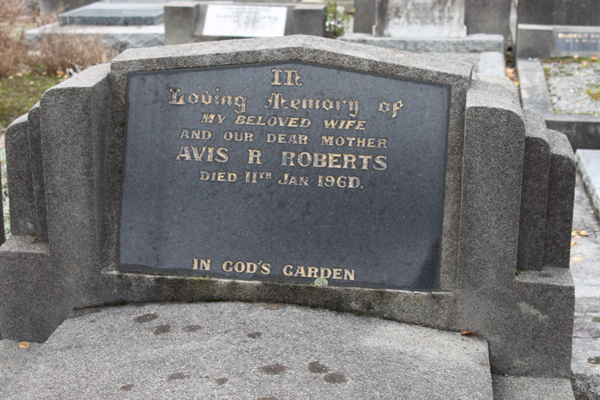 In
Loving Memory of
MY BELOVED WIFE
AND OUR DEAR MOTHER
AVIS R ROBERTS
DIED 11TH JAN 1960.
IN GOD'S GARDEN